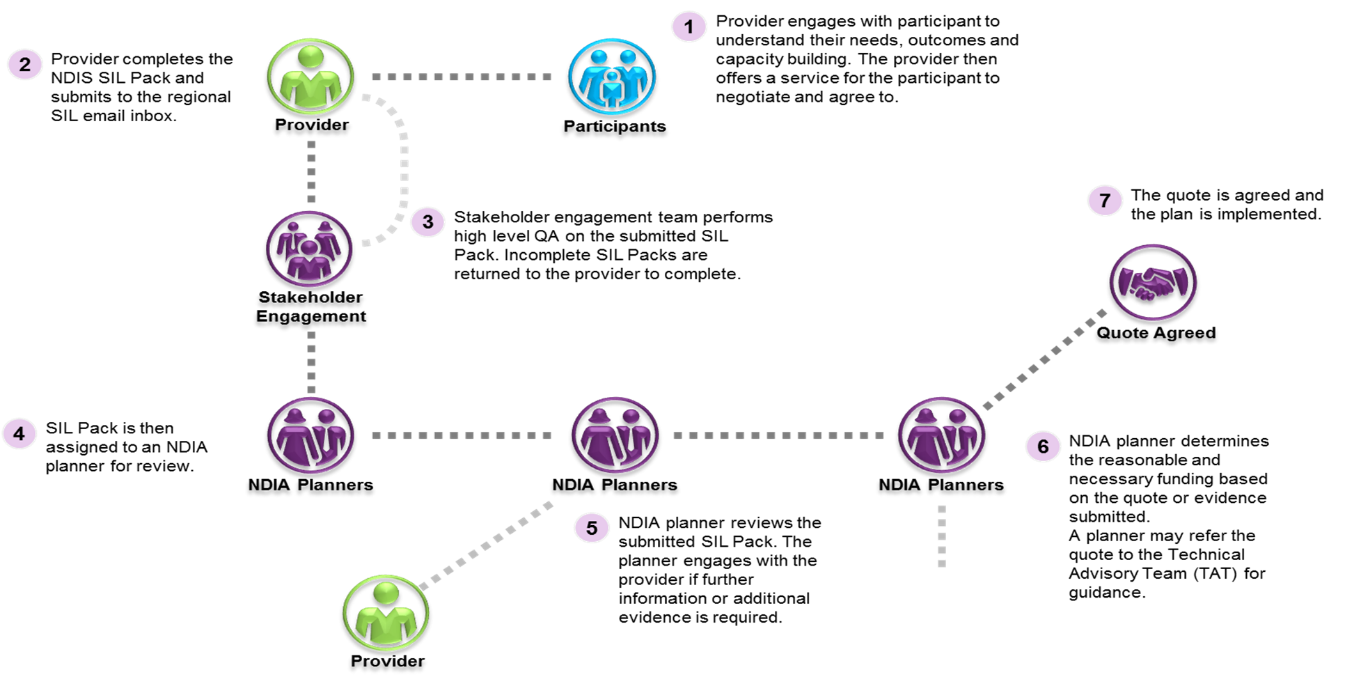 1
Provider engages with participant to
understand their needs, outcomes and
capacity building. The provider then
offers a service for the participant to
negotiate and agree to.
2
Provider completes the
NDIS SIL Pack and
submits to the regional
SIL email inbox.
Provider
Participants
3
Stakeholder engagement team performs
high level QA on the submitted SIL
Pack. Incomplete SIL Packs are
returned to the provider to complete.
Stakeholder
Engagement
7
The quote is agreed and
the plan is implemented.
Quote Agreed
4
SIL Pack is then
assigned to an NDIA
planner for review.
NDIA Planners
NDIA Planners
NDIA Planners
5
NDIA planner reviews the
submitted SIL Pack. The
planner engages with the
provider if further
information or additional
evidence is required.
6
NDIA planner determines
the reasonable and
necessary funding based
on the quote or evidence
submitted.
A planner may refer the
quote to the Technical
Advisory Team (TAT) for
guidance.
Provider